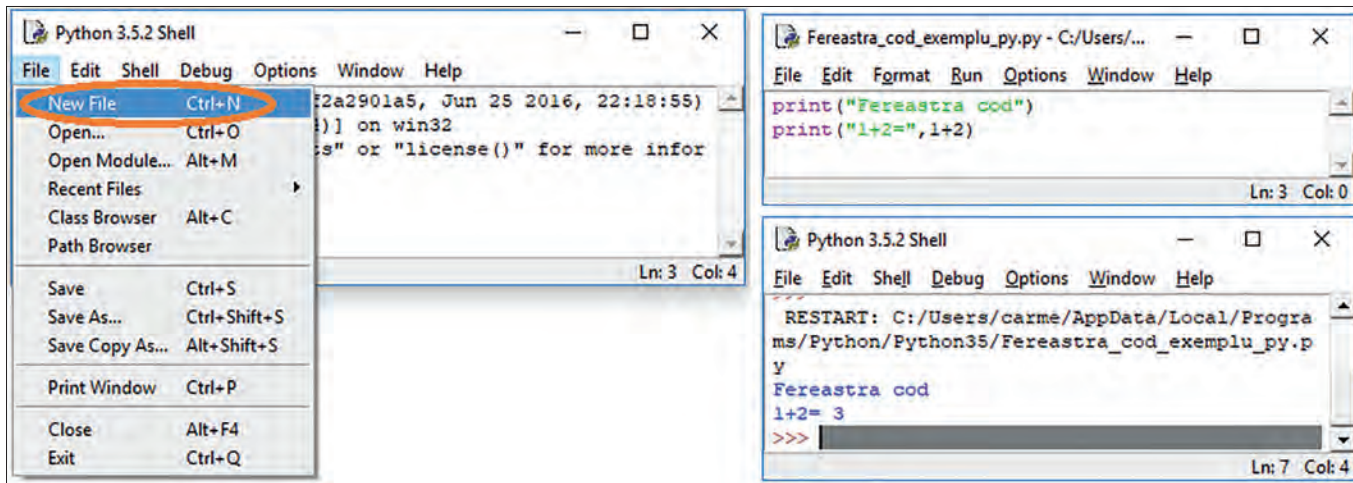 Python 3.5.2 Shell
File Edit Shell Debug Options Window Help
New File Ctrl+N
Open... Ctrl+O
Open Module... Alt+M
Recent Files
Class Browser Alt+C
Path Browser
Save Ctrl+S
Save As... Ctrl+Shift+S
Save Copy As... Alt+Shift+S
Print Window Ctrl+P
Close Alt+F4
Exit Ctrl+Q
f2a2901a5, Jun 25 2016, 22:18:55)
)] on win32
s" or "license()" for more infor
Ln: 3 Col: 4
Fereastra_cod_exemplu_py.py - C:/Users/...
File Edit Format Run Options Window Help
print("Fereastra cod")
print("1+2=",1+2)
Ln: 3 Col: 0
Python 3.5.2 Shell
File Edit Shell Debug Options Window Help
>>>
RESTART: C:/Users/carme/AppData/Local/Progra
ms/Python/Python35/Fereastra_cod_exemplu_py.p
y
Fereastra cod
1+2= 3
>>>
Ln: 7 Col: 4